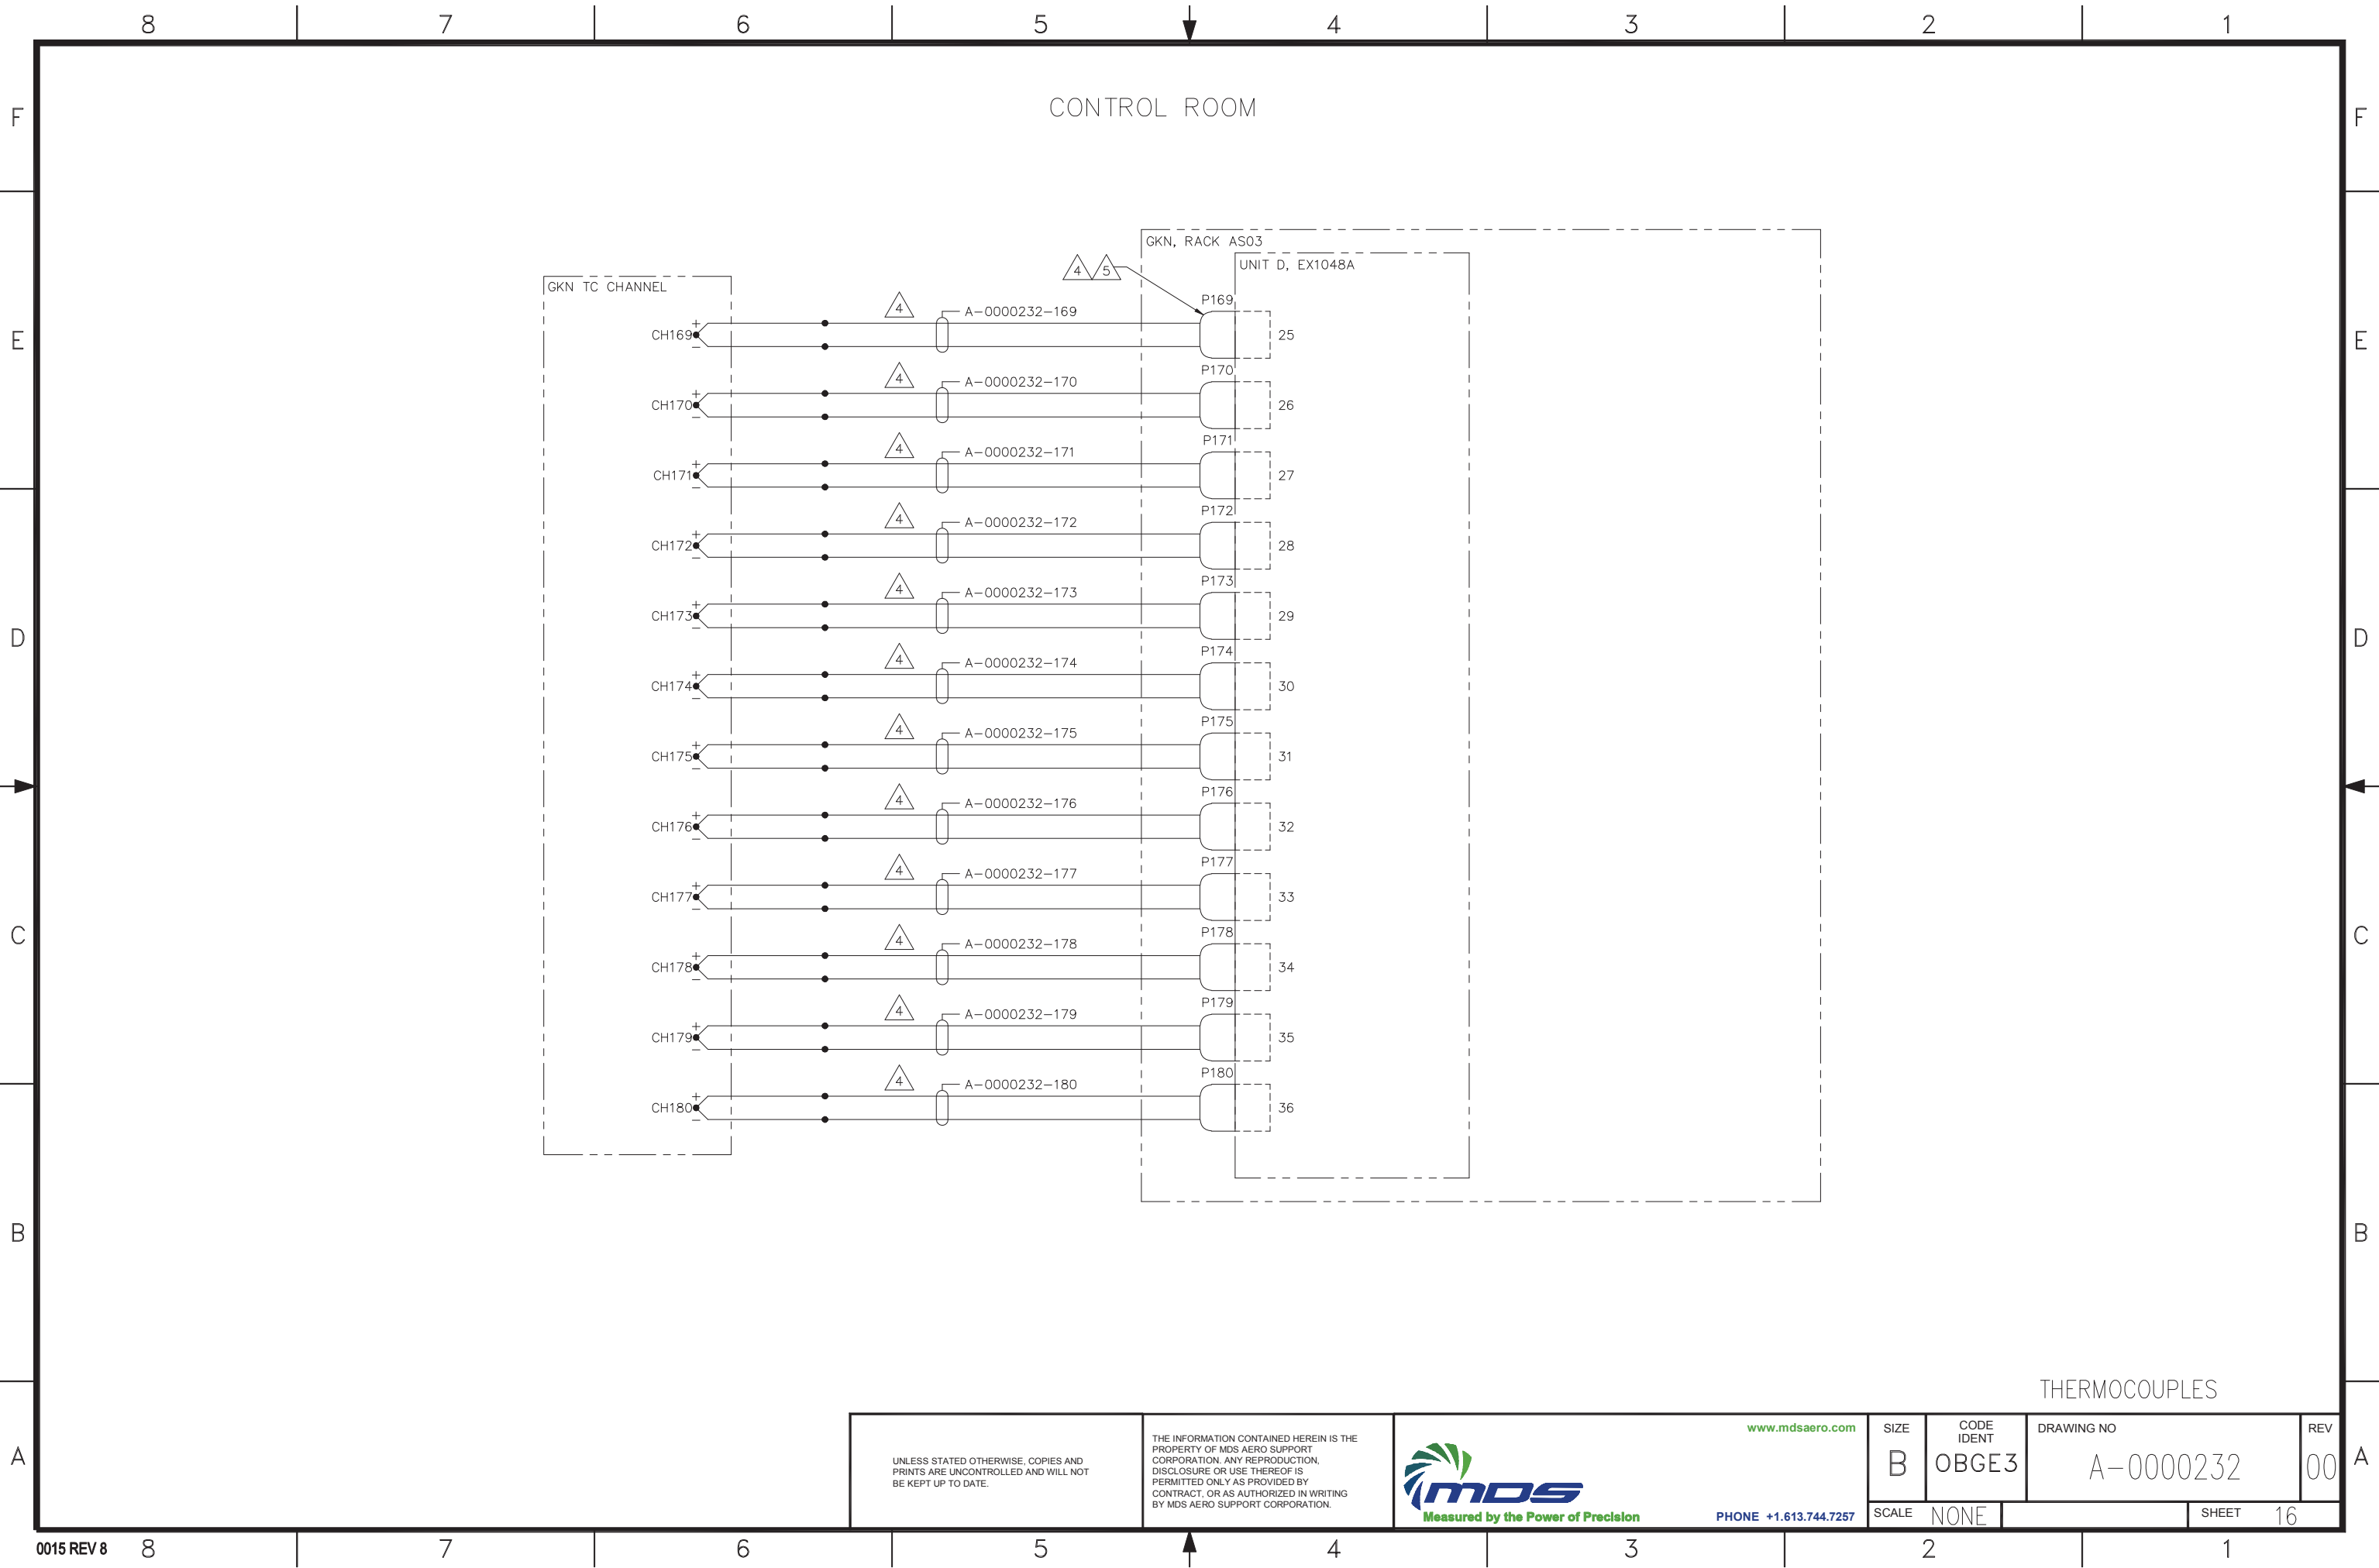 8 7 6 5 4 3 2 1
F F
CONTROL ROOM
GKN, RACK AS03
UNIT D, EX1048A
4 5
GKN TC CHANNEL
E E
4 A-0000232-169 P169
CH169 + - 25
4 A-0000232-170 P170
CH170 + - 26
4 A-0000232-171 P171
CH171 + - 27
4 A-0000232-172 P172
CH172 + - 28
4 A-0000232-173 P173
CH173 + - 29
D D
4 A-0000232-174 P174
CH174 + - 30
4 A-0000232-175 P175
CH175 + - 31
4 A-0000232-176 P176
CH176 + - 32
4 A-0000232-177 P177
CH177 + - 33
C C
4 A-0000232-178 P178
CH178 + - 34
4 A-0000232-179 P179
CH179 + - 35
4 A-0000232-180 P180
CH180 + - 36
B B
THERMOCOUPLES
A A
UNLESS STATED OTHERWISE, COPIES AND
PRINTS ARE UNCONTROLLED AND WILL NOT
BE KEPT UP TO DATE.
THE INFORMATION CONTAINED HEREIN IS THE
PROPERTY OF MDS AERO SUPPORT
CORPORATION. ANY REPRODUCTION,
DISCLOSURE OR USE THEREOF IS
PERMITTED ONLY AS PROVIDED BY
CONTRACT, OR AS AUTHORIZED IN WRITING
BY MDS AERO SUPPORT CORPORATION.
www.mdsaero.com
MDS
Measured by the Power of Precision
PHONE +1.613.744.7257
SIZE
B
CODE
IDENT
OBGE3
DRAWING NO
A-0000232
REV
00
SCALE NONE
SHEET 16
0015 REV 8
8 7 6 5 4 3 2 1